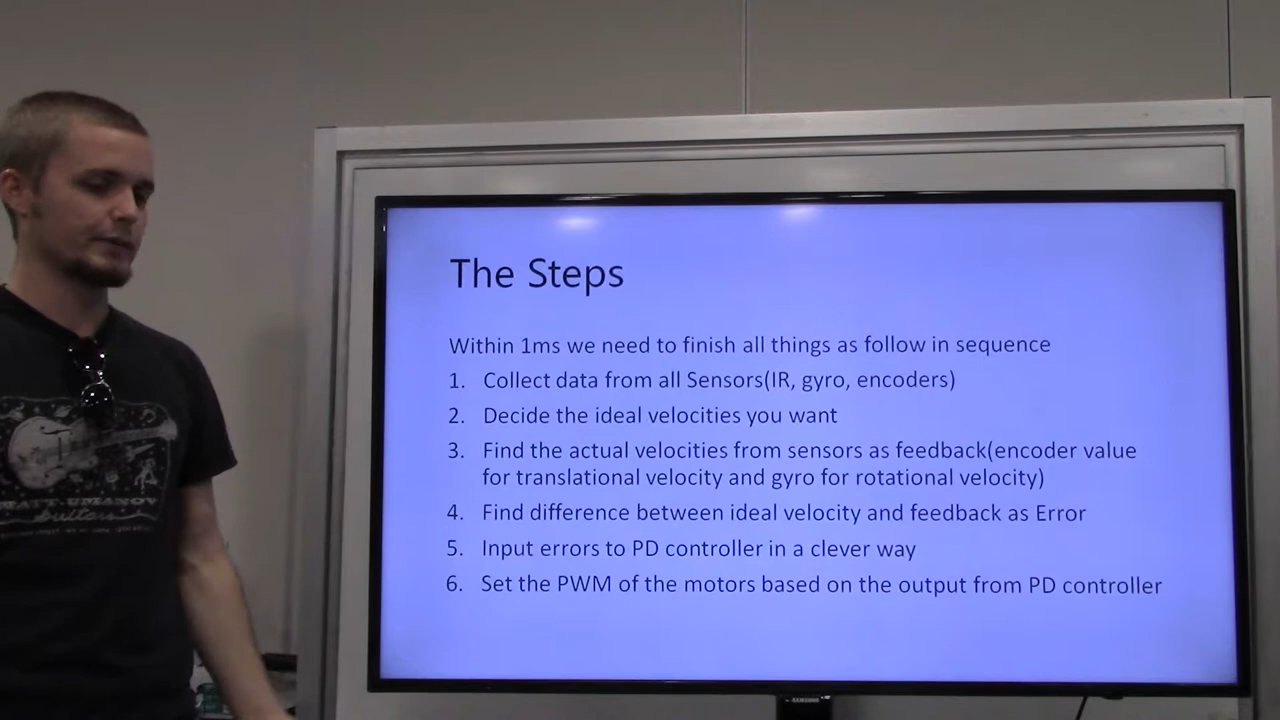 The Steps
Within 1ms we need to finish all things as follow in sequence
1. Collect data from all Sensors(IR, gyro, encoders)
2. Decide the ideal velocities you want
3. Find the actual velocities from sensors as feedback(encoder value
for translational velocity and gyro for rotational velocity)
4. Find difference between ideal velocity and feedback as Error
5. Input errors to PD controller in a clever way
6. Set the PWM of the motors based on the output from PD controller
SAMSUNG
MATT UMANOV
Guitars